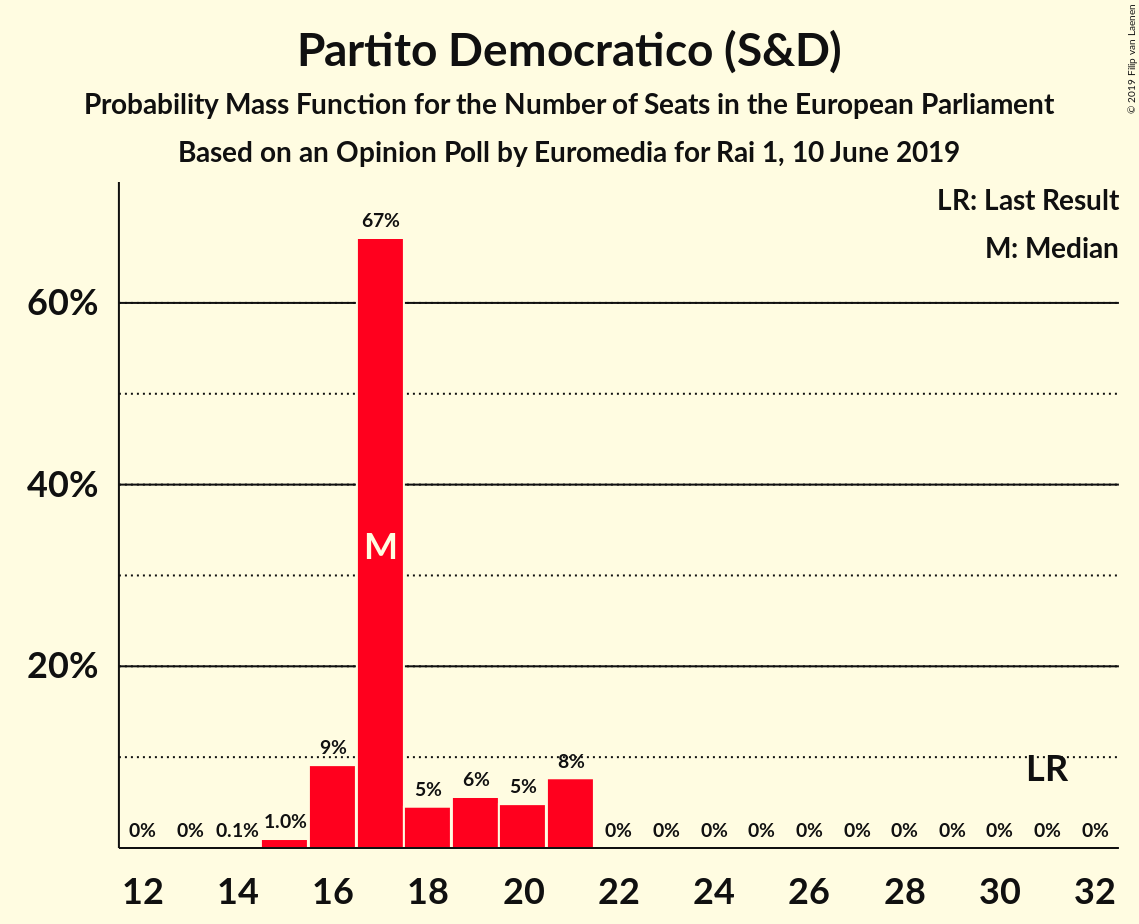 Partito Democratico (S&D)
Probability Mass Function for the Number of Seats in the European Parliament
Based on an Opinion Poll by Euromedia for Rai 1, 10 June 2019
© 2019 Filip van Laenen
LR: Last Result
M: Median
60%
40%
20%
67%
M
9%
8%
6%
5%
5%
1.0%
0% 0% 0.1% 0% 0% 0% 0% 0% 0% 0% 0% 0% 0% 0%
LR
12 14 16 18 20 22 24 26 28 30 32